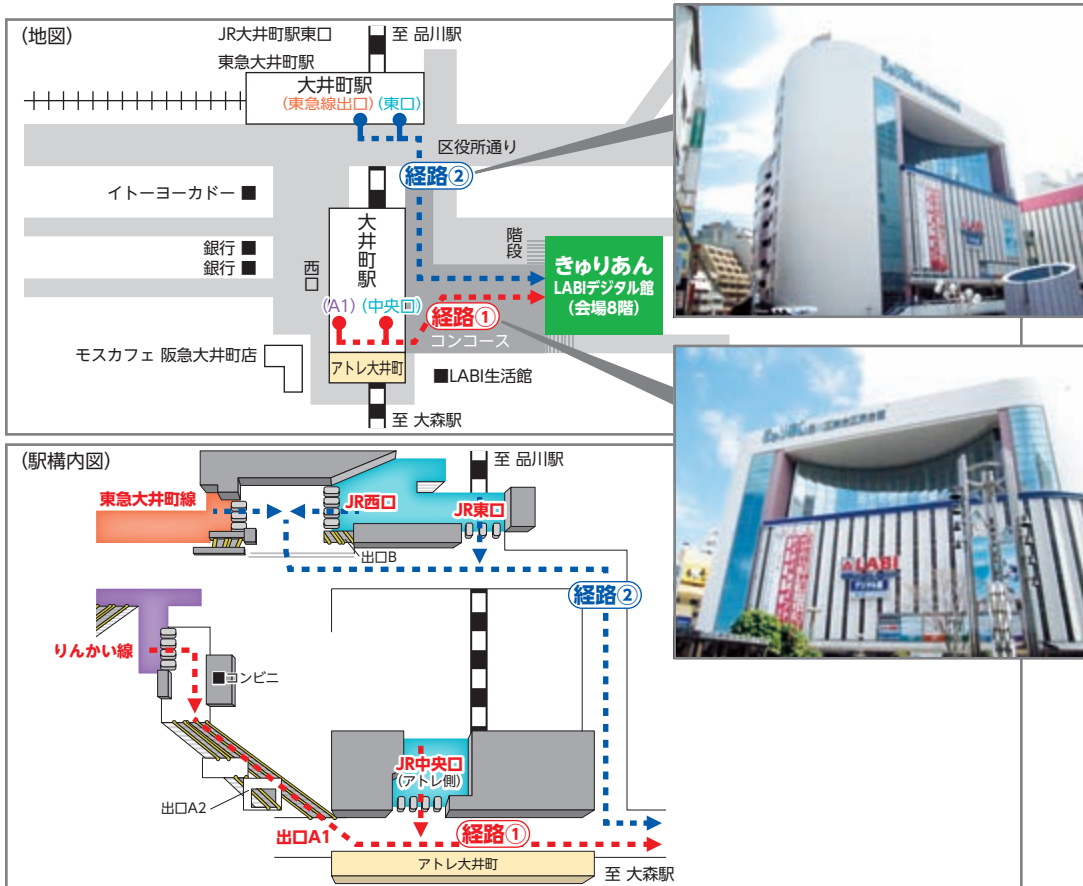 (地図)
JR大井町駅東口
至 品川駅
東急大井町駅
大井町駅
(東急線出口)
(東口)
区役所通り
経路②
イトーヨーカドー ■
銀行 ■
銀行 ■
西口
大井町駅
階段
きゅりあん
LABIデジタル館
(会場8階)
(A1)
(中央口)
経路①
コンコース
モスカフェ 阪急大井町店
アトレ大井町
■LABI生活館
至 大森駅
LABI
LABI
(駅構内図)
至 品川駅
東急大井町線
JR西口
JR東口
出口B
経路②
りんかい線
■コンビニ
JR中央口
(アトレ側)
出口A2
出口A1
経路①
アトレ大井町
至 大森駅